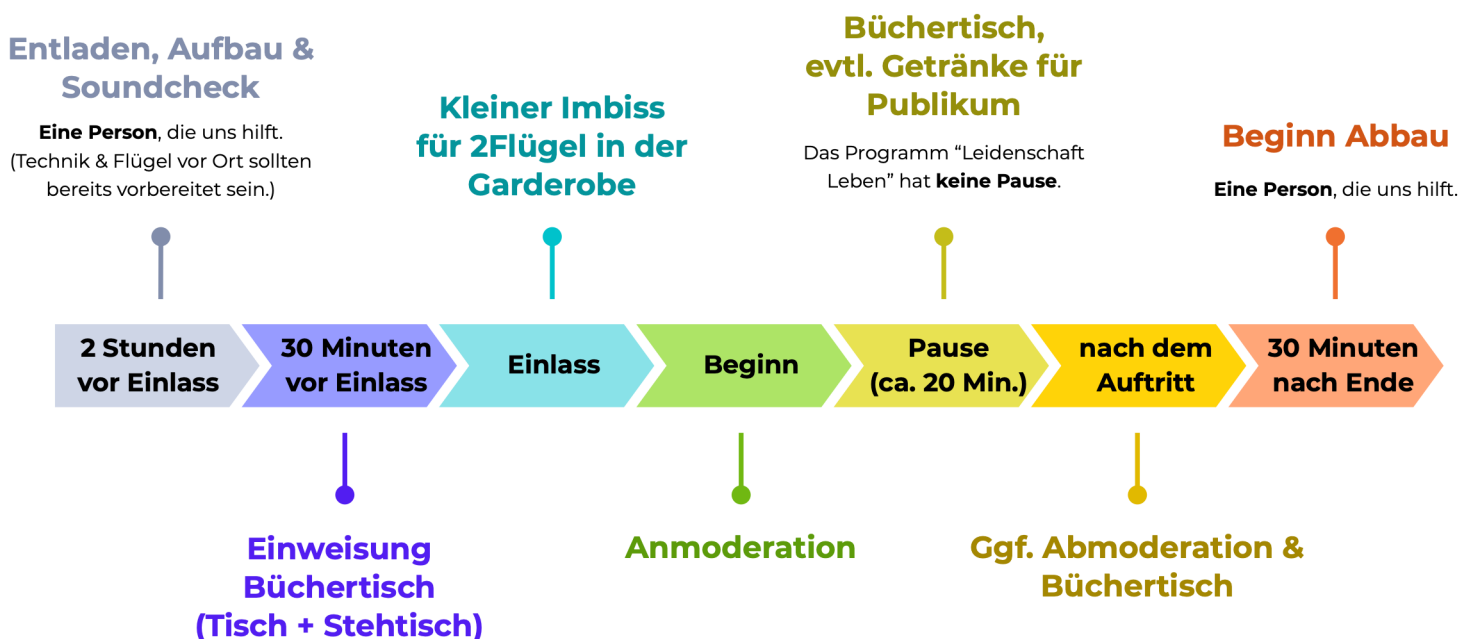 Entladen, Aufbau &
Soundcheck
Eine Person, die uns hilft.
(Technik & Flügel vor Ort sollten
bereits vorbereitet sein.)
Kleiner Imbiss
für 2Flügel in der
Garderobe
Büchertisch,
evtl. Getränke für
Publikum
Das Programm “Leidenschaft
Leben” hat keine Pause.
Beginn Abbau
Eine Person, die uns hilft.
2 Stunden
vor Einlass
30 Minuten
vor Einlass
Einlass
Beginn
Pause
(ca. 20 Min.)
nach dem
Auftritt
30 Minuten
nach Ende
Einweisung
Büchertisch
(Tisch + Stehtisch)
Anmoderation
Ggf. Abmoderation &
Büchertisch